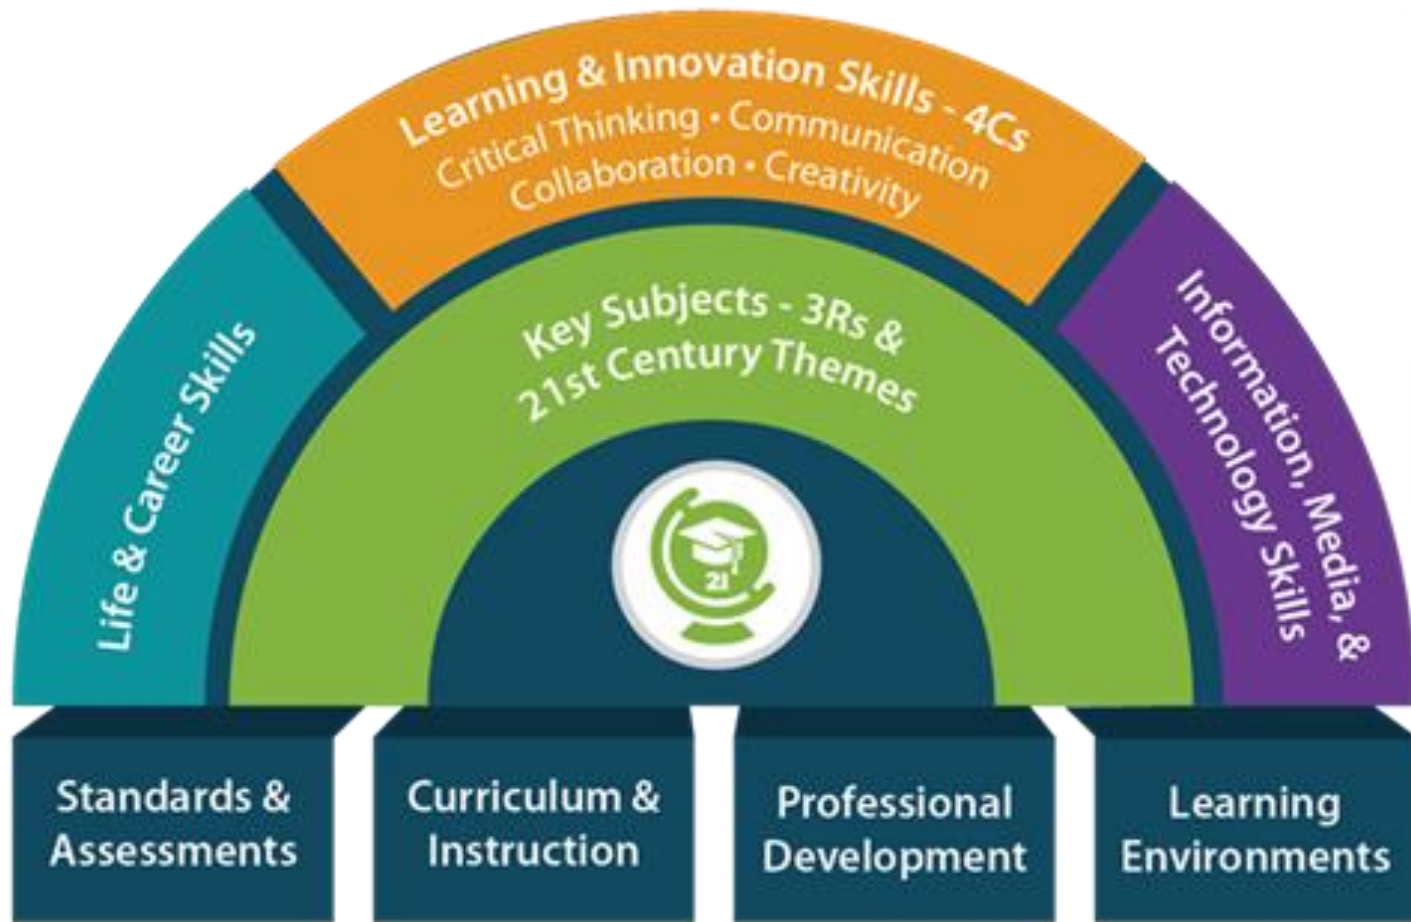 Learning & Innovation Skills - 4Cs
Critical Thinking • Communication
Collaboration • Creativity
Life & Career Skills
Key Subjects - 3Rs &
21st Century Themes
Information, Media, &
Technology Skills
21
Standards &
Assessments
Curriculum &
Instruction
Professional
Development
Learning
Environments